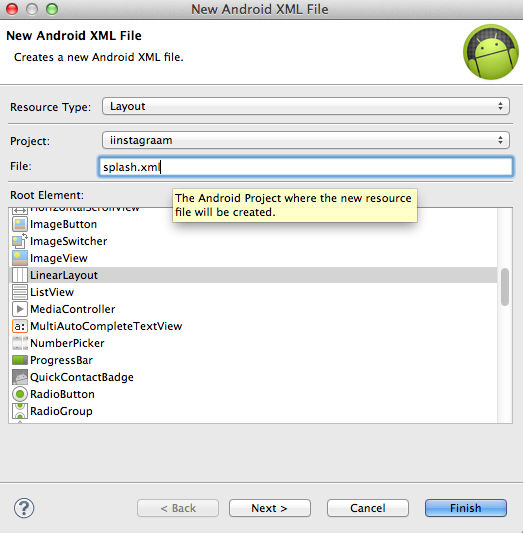 New Android XML File
New Android XML File
Creates a new Android XML file.
Resource Type: Layout
Project: iinstagraam
File: splash.xml
The Android Project where the new resource
file will be created.
Root Element:
HorizontalScrollView
ImageButton
ImageSwitcher
ImageView
LinearLayout
ListView
MediaController
a: MultiAutoCompleteTextView
NumberPicker
ProgressBar
QuickContactBadge
RadioButton
RadioGroup
? < Back Next > Cancel Finish